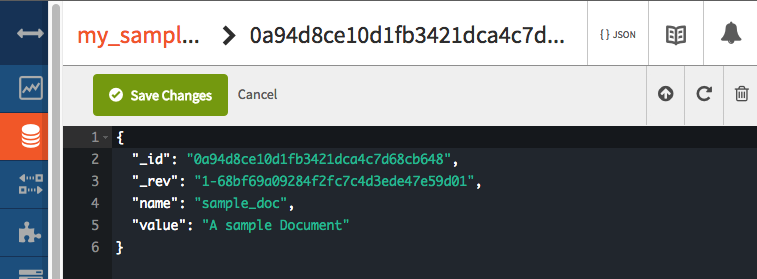 my_sampl... > 0a94d8ce10d1fb3421dca4c7d... { } JSON
Save Changes Cancel
1 {
2 "_id": "0a94d8ce10d1fb3421dca4c7d68cb648",
3 "_rev": "1-68bf69a09284f2fc7c4d3ede47e59d01",
4 "name": "sample_doc",
5 "value": "A sample Document"
6 }